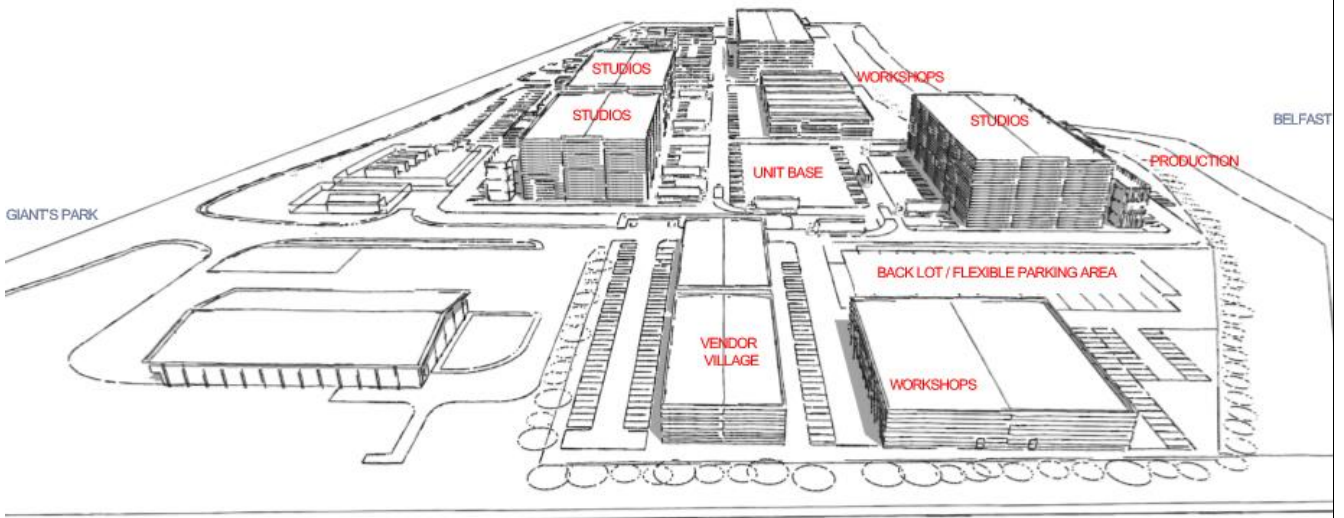 STUDIOS
WORKSHOPS
STUDIOS
STUDIOS
BELFAST
PRODUCTION
UNIT BASE
GIANT'S PARK
BACK LOT / FLEXIBLE PARKING AREA
VENDOR
VILLAGE
WORKSHOPS